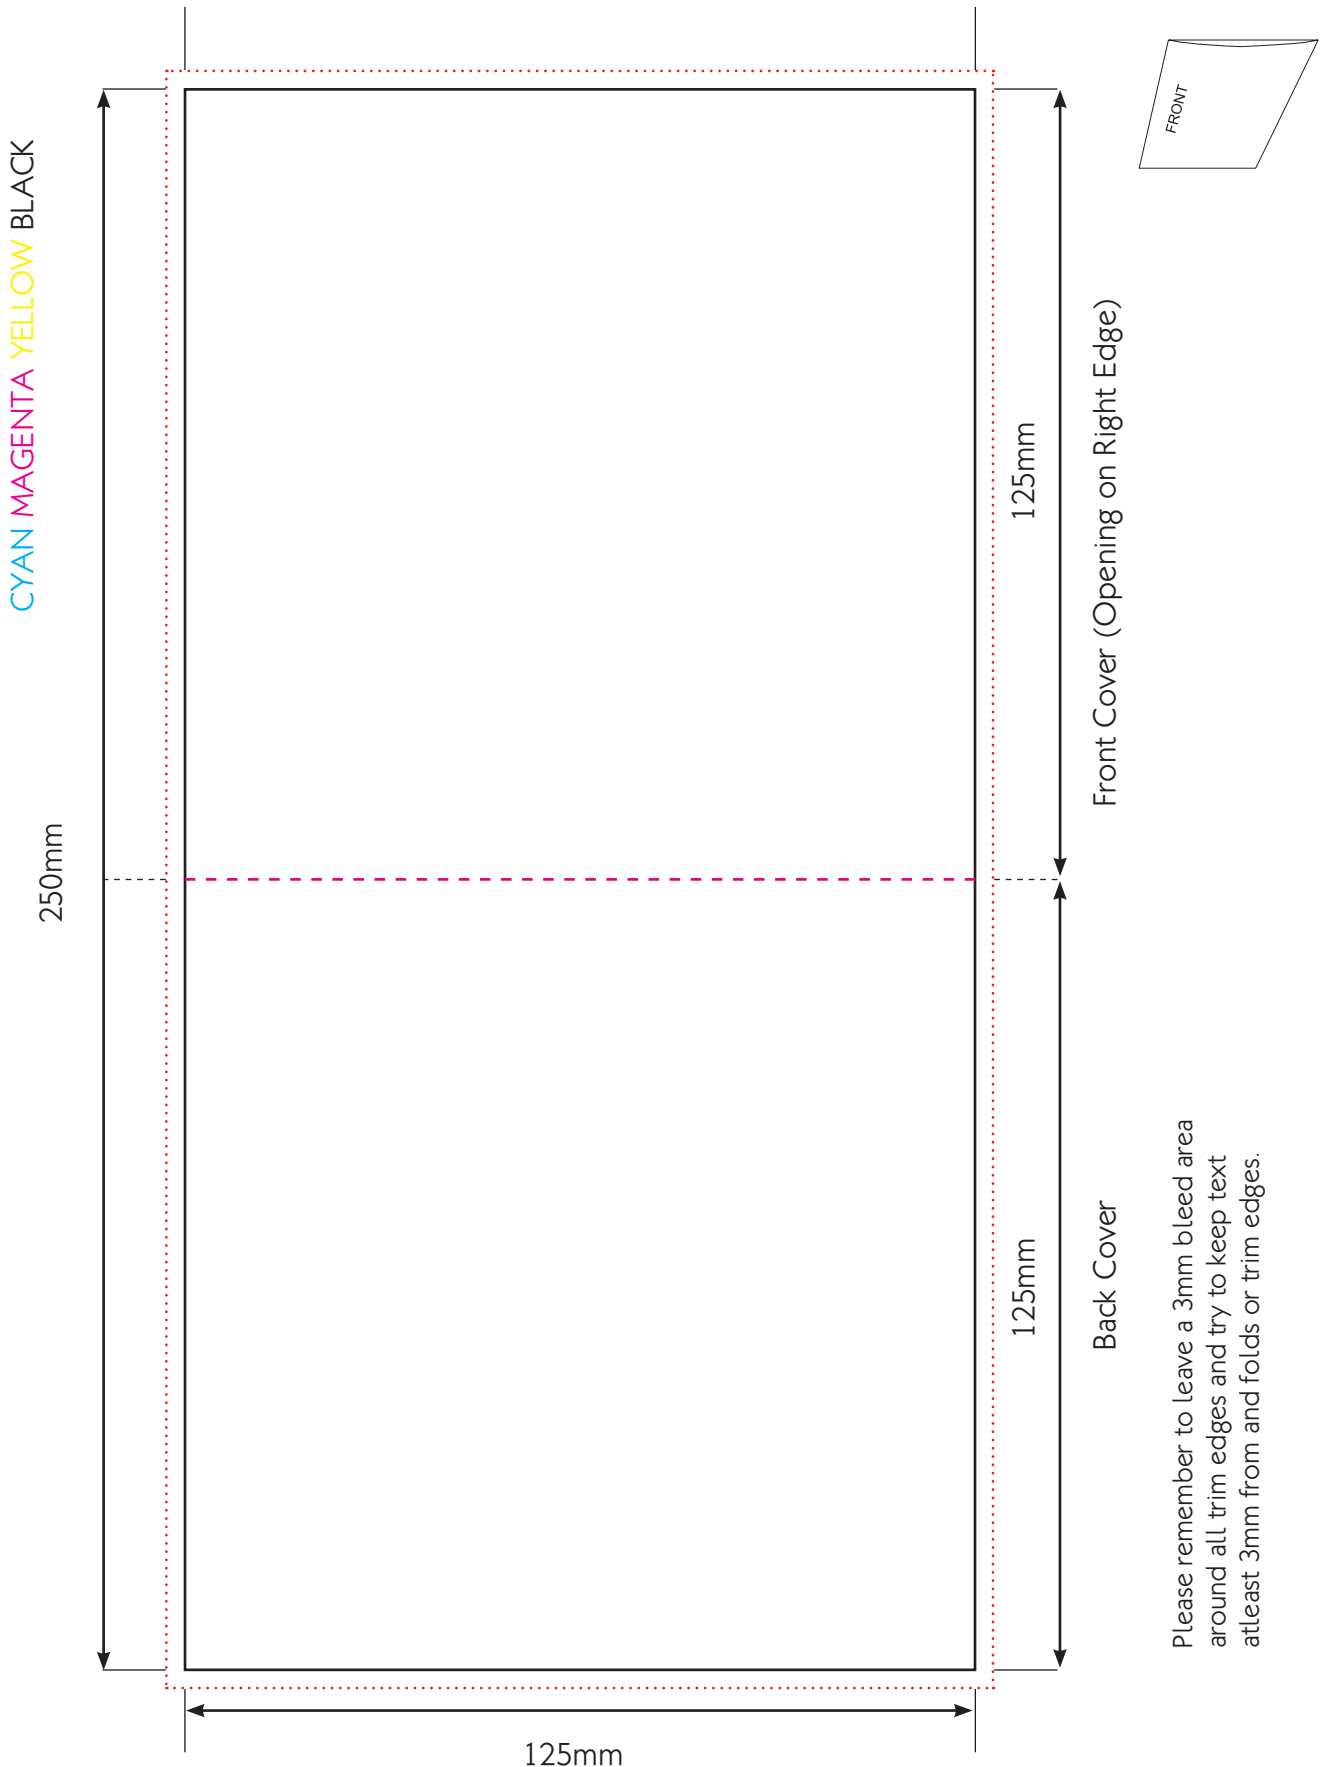 CYAN MAGENTA YELLOW BLACK
250mm
125mm
125mm
125mm
Back Cover
Front Cover (Opening on Right Edge)
FRONT
Please remember to leave a 3mm bleed area
around all trim edges and try to keep text
atleast 3mm from and folds or trim edges.